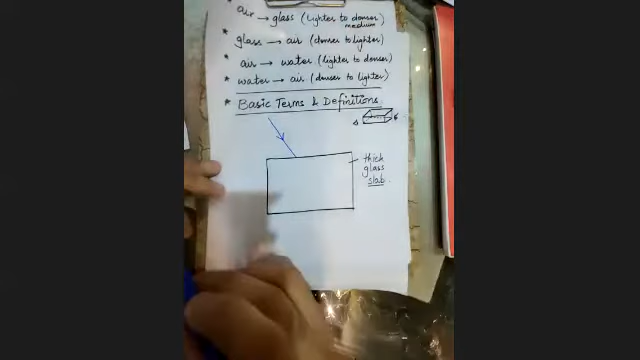 * air → glass (lighter to denser medium)
* glass → air (denser to lighter)
* air → water (lighter to denser)
* water → air (denser to lighter)
* Basic Terms & Definitions
thick
glass
slab